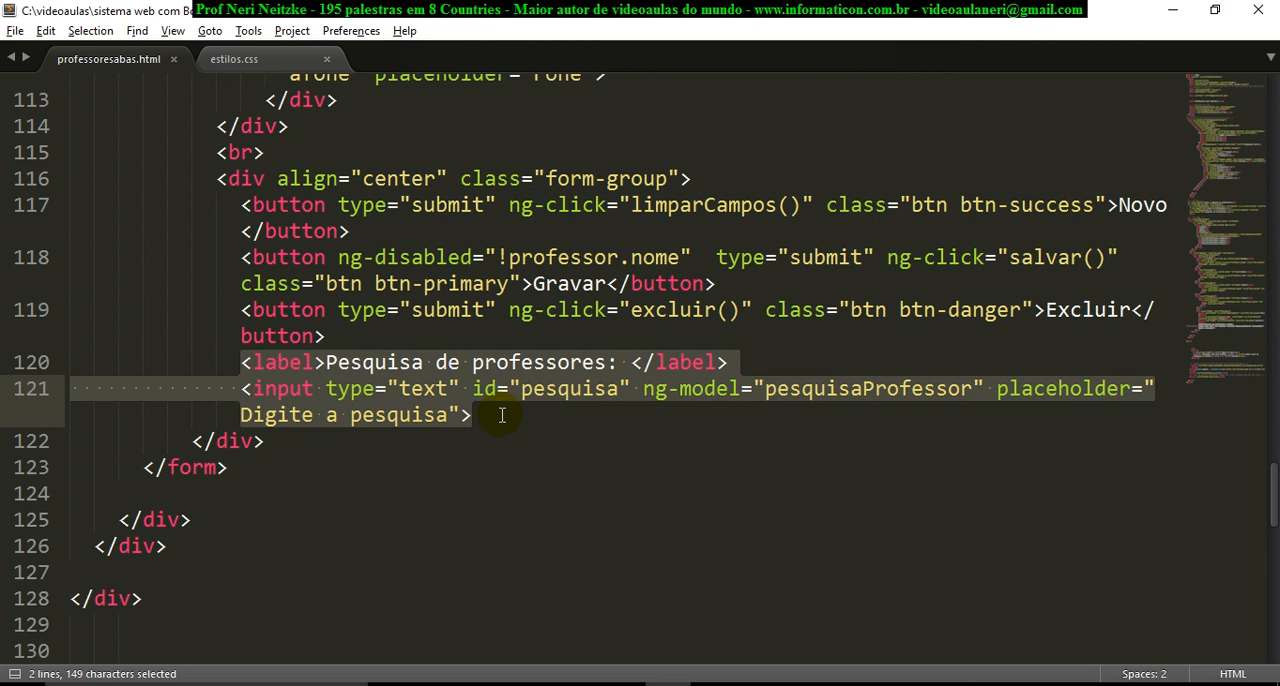 C:\videoaulas\sistema web com Bo
Prof Neri Neitzke - 195 palestras em 8 Countries - Maior autor de videoaulas do mundo - www.informaticon.com.br - videoaulaneri@gmail.com
File Edit Selection Find View Goto Tools Project Preferences Help
professoresabas.html × estilos.css ×
afone" placeholder="Fone">
113 </div>
114 </div>
115 <br>
116 <div align="center" class="form-group">
117 <button type="submit" ng-click="limparCampos()" class="btn btn-success">Novo
</button>
118 <button ng-disabled="!professor.nome"  type="submit" ng-click="salvar()"
class="btn btn-primary">Gravar</button>
119 <button type="submit" ng-click="excluir()" class="btn btn-danger">Excluir</
button>
120 <label>Pesquisa de professores: </label>
121 <input type="text" id="pesquisa" ng-model="pesquisaProfessor" placeholder="
Digite a pesquisa">
122 </div>
123 </form>
124
125 </div>
126 </div>
127
128 </div>
129
130
2 lines, 149 characters selected Spaces: 2 HTML